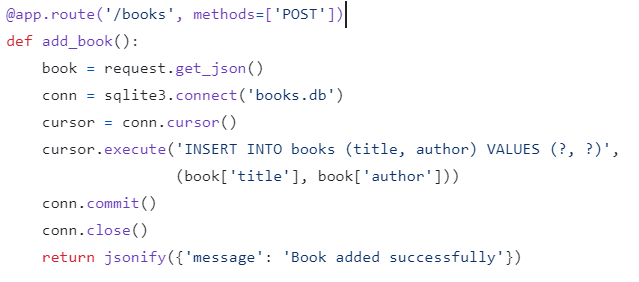 @app.route('/books', methods=['POST'])
def add_book():
    book = request.get_json()
    conn = sqlite3.connect('books.db')
    cursor = conn.cursor()
    cursor.execute('INSERT INTO books (title, author) VALUES (?, ?)',
                   (book['title'], book['author']))
    conn.commit()
    conn.close()
    return jsonify({'message': 'Book added successfully'})